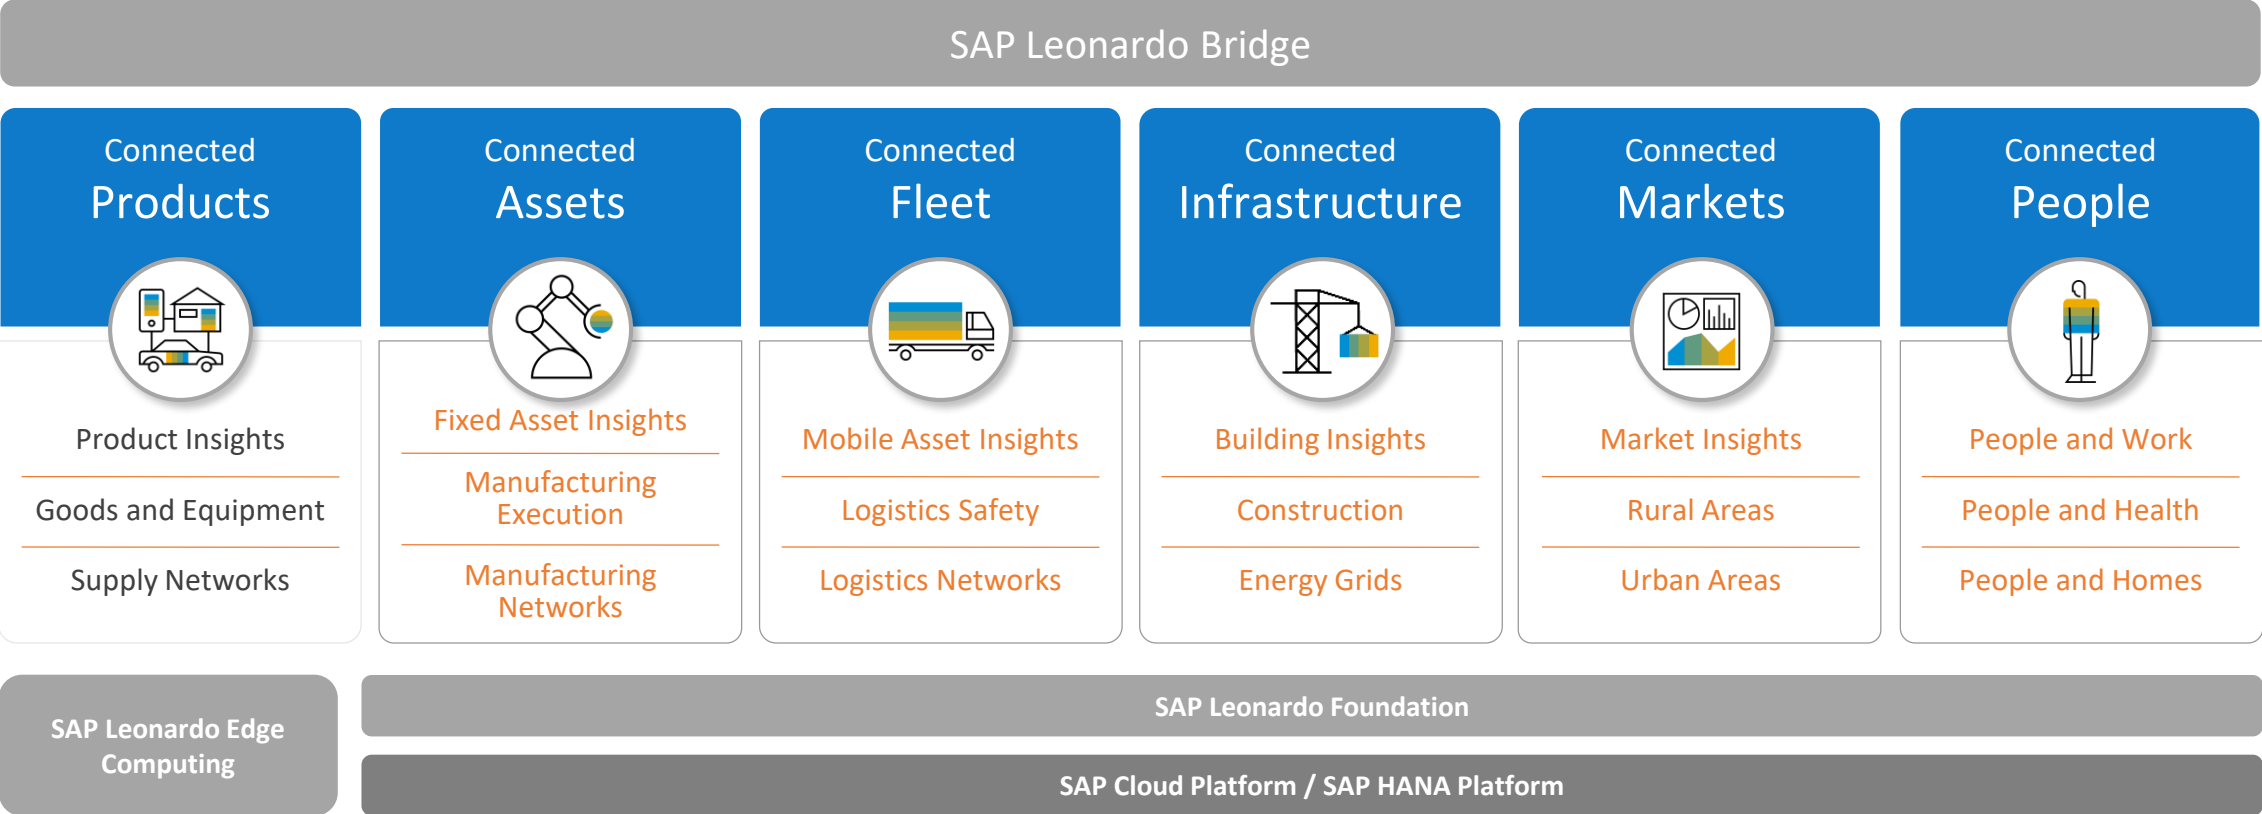 SAP Leonardo Bridge
Connected
Products
Product Insights
Goods and Equipment
Supply Networks
Connected
Assets
Fixed Asset Insights
Manufacturing
Execution
Manufacturing
Networks
Connected
Fleet
Mobile Asset Insights
Logistics Safety
Logistics Networks
Connected
Infrastructure
Building Insights
Construction
Energy Grids
Connected
Markets
Market Insights
Rural Areas
Urban Areas
Connected
People
People and Work
People and Health
People and Homes
SAP Leonardo Edge
Computing
SAP Leonardo Foundation
SAP Cloud Platform / SAP HANA Platform